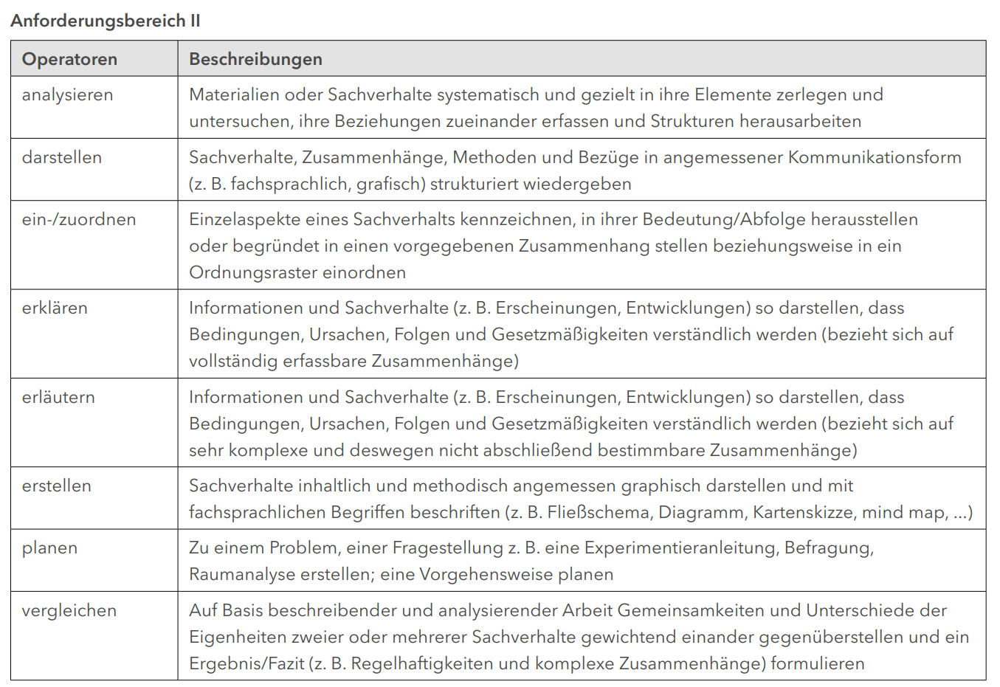 Anforderungsbereich II
Operatoren
Beschreibungen
analysieren
Materialien oder Sachverhalte systematisch und gezielt in ihre Elemente zerlegen und
untersuchen, ihre Beziehungen zueinander erfassen und Strukturen herausarbeiten
darstellen
Sachverhalte, Zusammenhänge, Methoden und Bezüge in angemessener Kommunikationsform
(z. B. fachsprachlich, grafisch) strukturiert wiedergeben
ein-/zuordnen
Einzelaspekte eines Sachverhalts kennzeichnen, in ihrer Bedeutung/Abfolge herausstellen
oder begründet in einen vorgegebenen Zusammenhang stellen beziehungsweise in ein
Ordnungsraster einordnen
erklären
Informationen und Sachverhalte (z. B. Erscheinungen, Entwicklungen) so darstellen, dass
Bedingungen, Ursachen, Folgen und Gesetzmäßigkeiten verständlich werden (bezieht sich auf
vollständig erfassbare Zusammenhänge)
erläutern
Informationen und Sachverhalte (z. B. Erscheinungen, Entwicklungen) so darstellen, dass
Bedingungen, Ursachen, Folgen und Gesetzmäßigkeiten verständlich werden (bezieht sich auf
sehr komplexe und deswegen nicht abschließend bestimmbare Zusammenhänge)
erstellen
Sachverhalte inhaltlich und methodisch angemessen graphisch darstellen und mit
fachsprachlichen Begriffen beschriften (z. B. Fließschema, Diagramm, Kartenskizze, mind map, ...)
planen
Zu einem Problem, einer Fragestellung z. B. eine Experimentieranleitung, Befragung,
Raumanalyse erstellen; eine Vorgehensweise planen
vergleichen
Auf Basis beschreibender und analysierender Arbeit Gemeinsamkeiten und Unterschiede der
Eigenheiten zweier oder mehrerer Sachverhalte gewichtend einander gegenüberstellen und ein
Ergebnis/Fazit (z. B. Regelhaftigkeiten und komplexe Zusammenhänge) formulieren